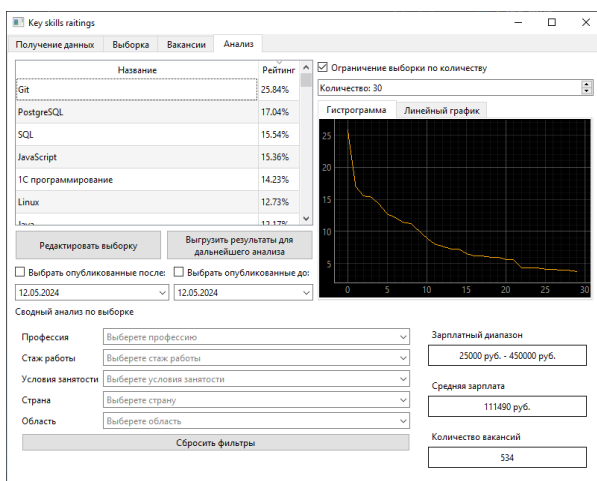 Key skills raitings
Получение данных Выборка Вакансии Анализ
Название Рейтинг
Git 25.84%
PostgreSQL 17.04%
SQL 15.54%
JavaScript 15.36%
1С программирование 14.23%
Linux 12.73%
Java 12.17%
Редактировать выборку
Выгрузить результаты для
дальнейшего анализа
Выбрать опубликованные после: Выбрать опубликованные до:
12.05.2024 12.05.2024
Ограничение выборки по количеству
Количество: 30
Гистрограмма Линейный график
25
20
15
10
5
0 5 10 15 20 25 30
Сводный анализ по выборке
Профессия Выберете профессию
Стаж работы Выберете стаж работы
Условия занятости Выберете условия занятости
Страна Выберете страну
Область Выберете область
Сбросить фильтры
Зарплатный диапазон
25000 руб. - 450000 руб.
Средняя зарплата
111490 руб.
Количество вакансий
534